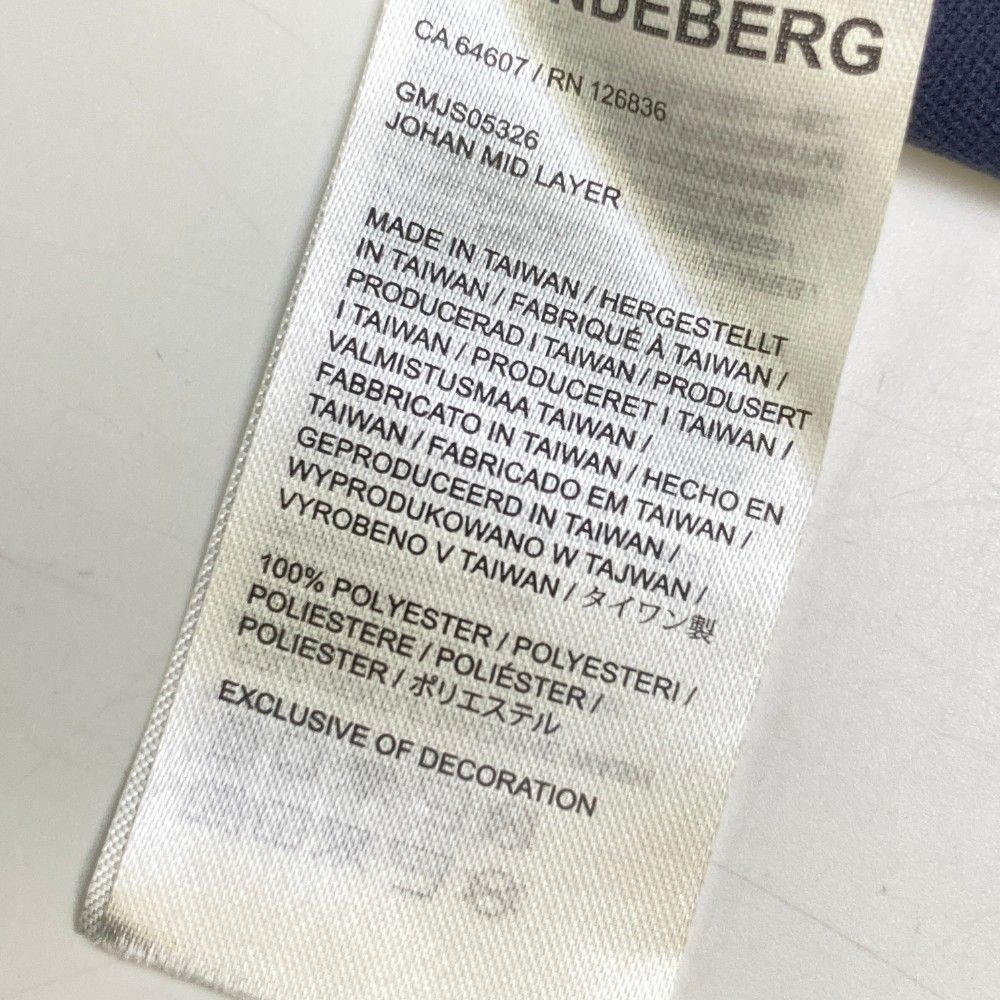 NDEBERG
CA 64607 / RN 126836
GMJS05326
JOHAN MID LAYER
MADE IN TAIWAN / HERGESTELLT
IN TAIWAN / FABRIQUÉ À TAIWAN /
PRODUCERAD I TAIWAN / PRODUSERT
I TAIWAN / PRODUCERET I TAIWAN /
VALMISTUSMAA TAIWAN /
FABBRICATO IN TAIWAN / HECHO EN
TAIWAN / FABRICADO EM TAIWAN /
GEPRODUCEERD IN TAIWAN /
WYPRODUKOWANO W TAJWAN /
VYROBENO V TAIWAN / タイワン製
100% POLYESTER / POLYESTERI /
POLIESTERE / POLIÉSTER /
POLIESTER / ポリエステル
EXCLUSIVE OF DECORATION